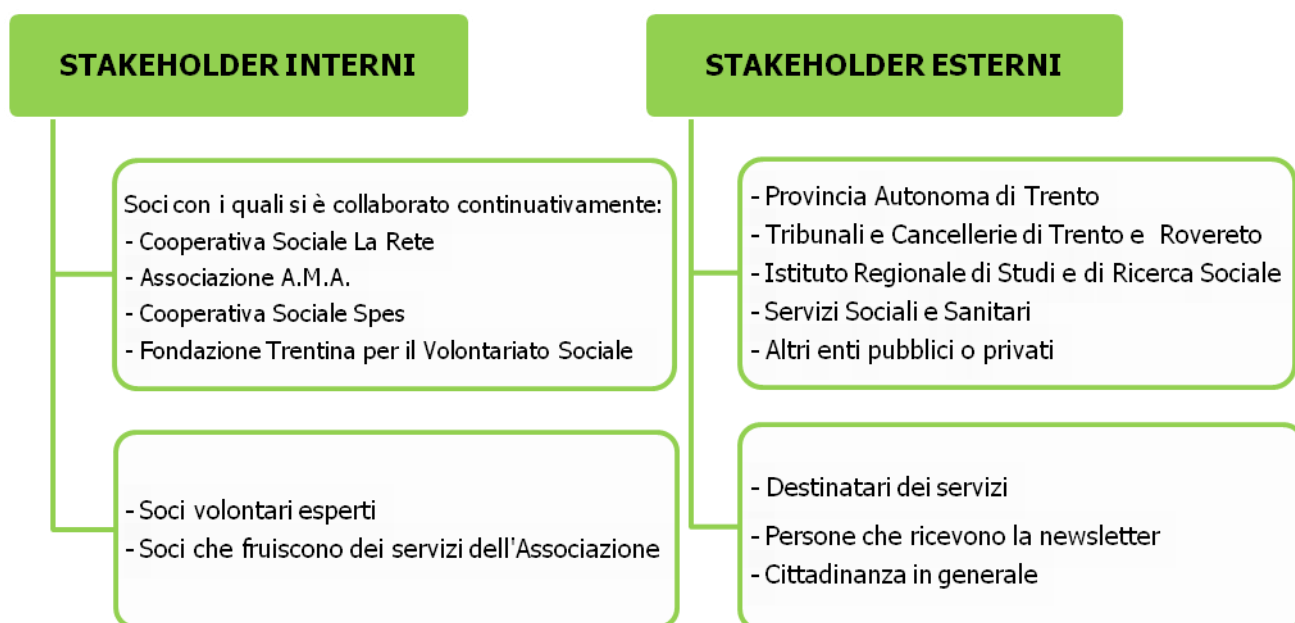 STAKEHOLDER INTERNI
Soci con i quali si è collaborato continuativamente:
- Cooperativa Sociale La Rete
- Associazione A.M.A.
- Cooperativa Sociale Spes
- Fondazione Trentina per il Volontariato Sociale
- Soci volontari esperti
- Soci che fruiscono dei servizi dell'Associazione
STAKEHOLDER ESTERNI
- Provincia Autonoma di Trento
- Tribunali e Cancellerie di Trento e Rovereto
- Istituto Regionale di Studi e di Ricerca Sociale
- Servizi Sociali e Sanitari
- Altri enti pubblici o privati
- Destinatari dei servizi
- Persone che ricevono la newsletter
- Cittadinanza in generale